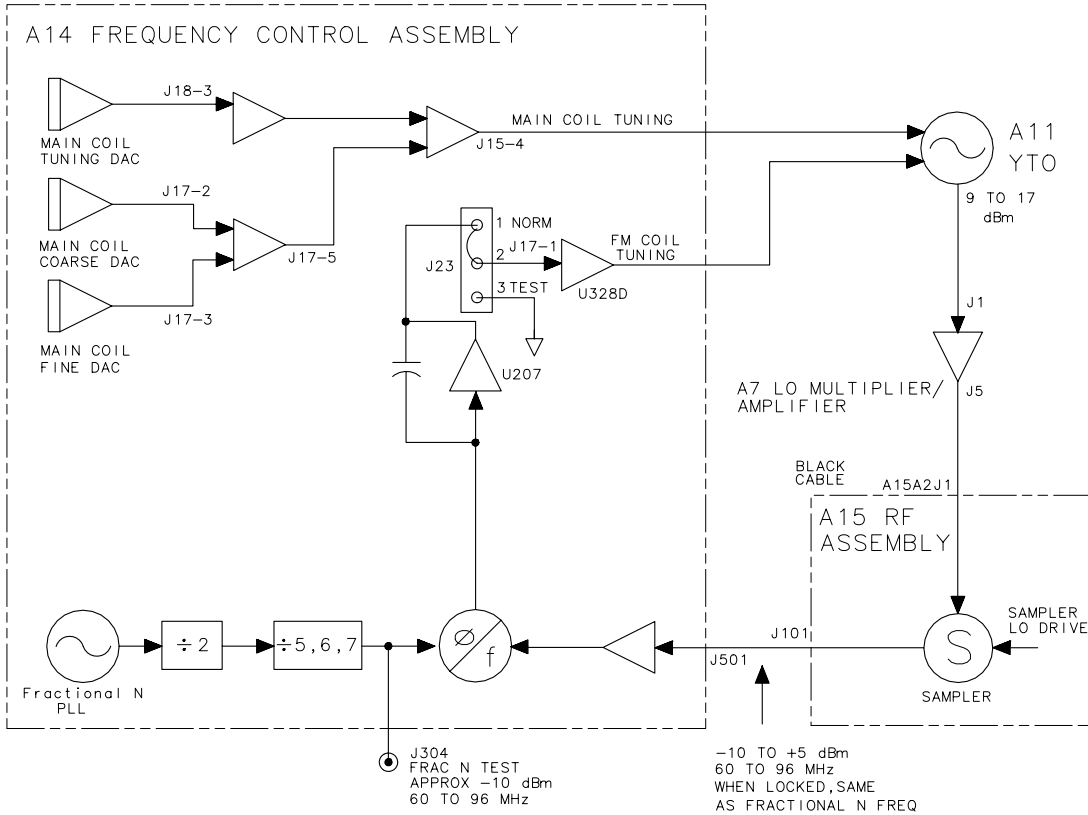 A14 FREQUENCY CONTROL ASSEMBLY
J18-3
MAIN COIL
TUNING DAC
J15-4
MAIN COIL TUNING
A11
YTO
9 TO 17
dBm
J17-2
MAIN COIL
COARSE DAC
J17-5
J17-3
MAIN COIL
FINE DAC
1 NORM
J23
2
J17-1
3 TEST
FM COIL
TUNING
U328D
U207
J1
A7 LO MULTIPLIER/
AMPLIFIER
J5
BLACK
CABLE
A15A2J1
A15 RF
ASSEMBLY
SAMPLER
LO DRIVE
S
SAMPLER
J101
J501
Fractional N
PLL
÷2
÷5,6,7
Ø
f
J304
FRAC N TEST
APPROX -10 dBm
60 TO 96 MHz
-10 TO +5 dBm
60 TO 96 MHz
WHEN LOCKED,SAME
AS FRACTIONAL N FREQ